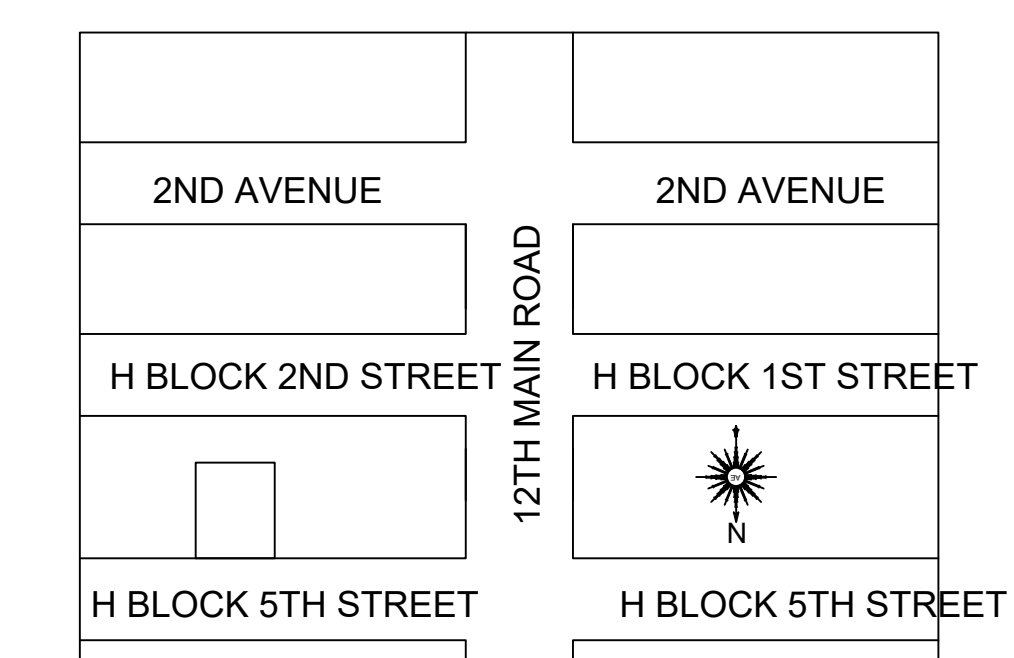 2ND AVENUE
2ND AVENUE
12TH MAIN ROAD
H BLOCK 2ND STREET
H BLOCK 1ST STREET
AE
N
H BLOCK 5TH STREET
H BLOCK 5TH STREET